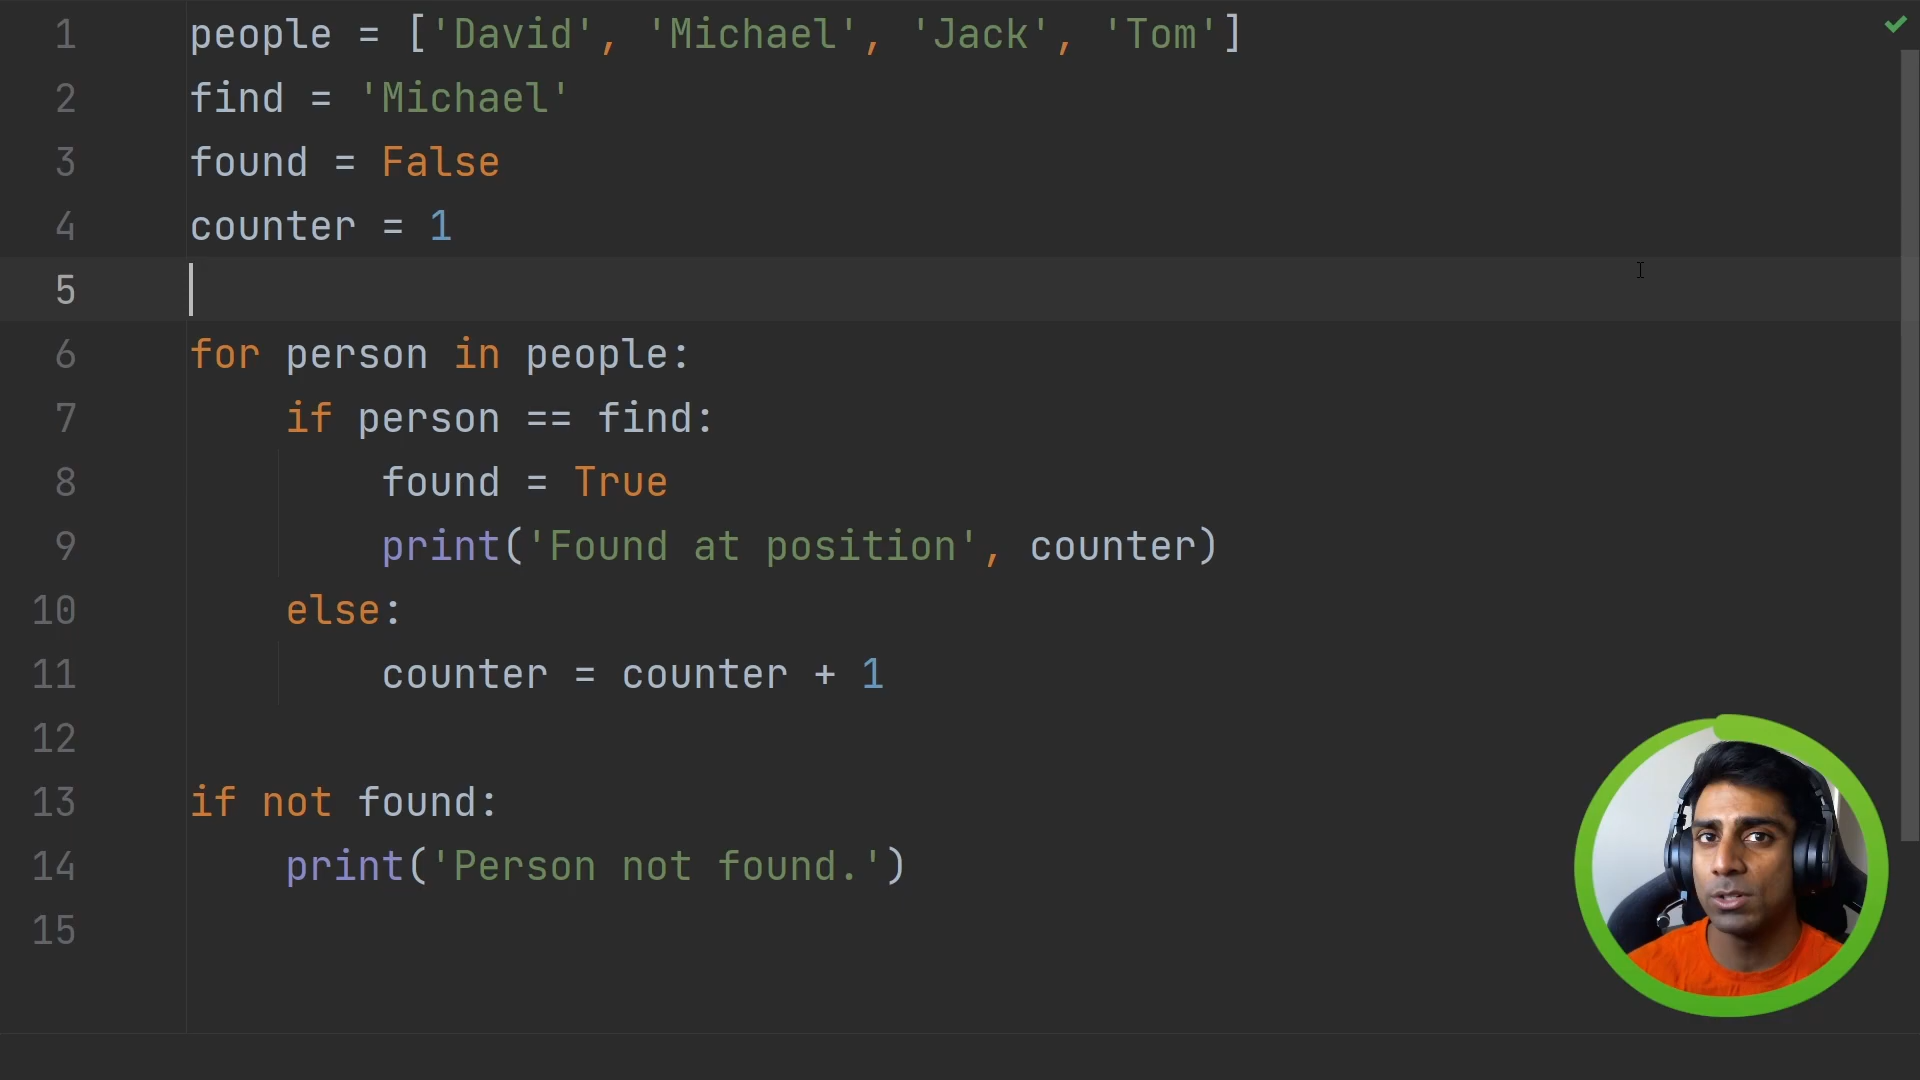 1 people = ['David', 'Michael', 'Jack', 'Tom']
2 find = 'Michael'
3 found = False
4 counter = 1
5
6 for person in people:
7     if person == find:
8         found = True
9         print('Found at position', counter)
10     else:
11         counter = counter + 1
12
13 if not found:
14     print('Person not found.')
15